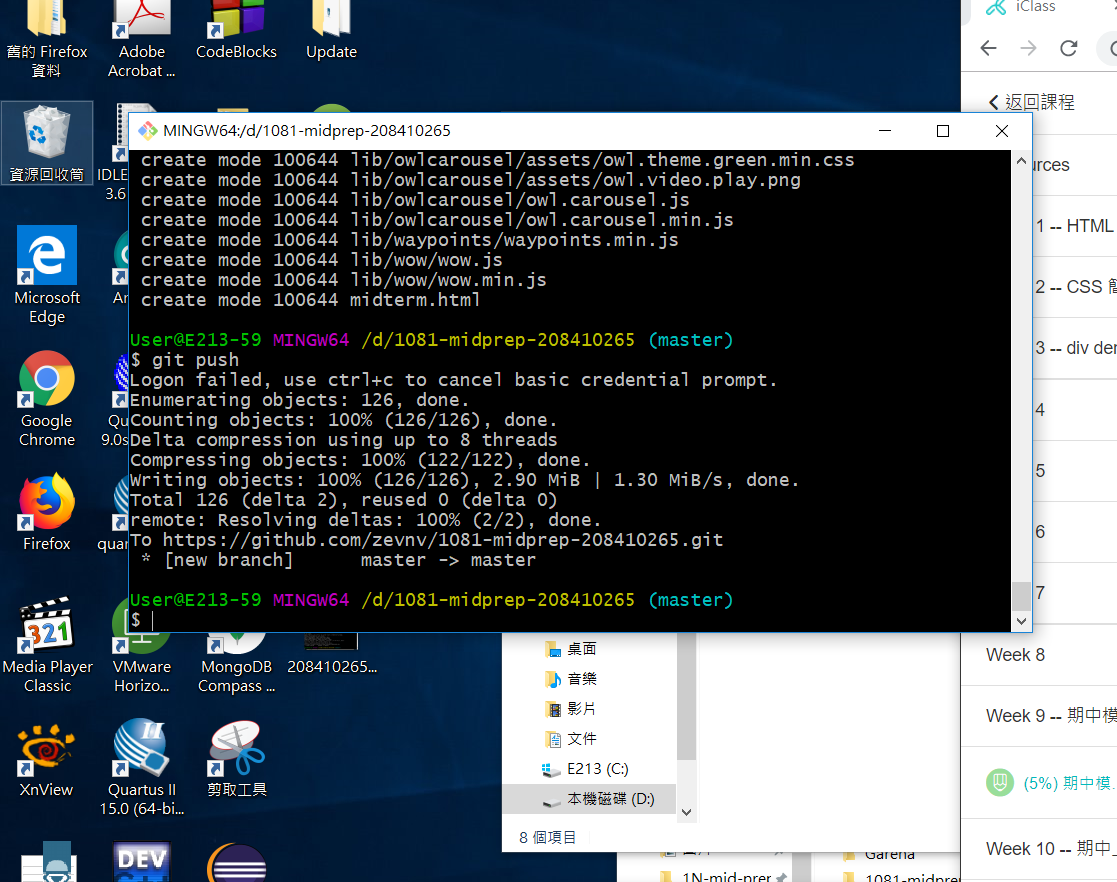 舊的 Firefox
資料
Adobe
Acrobat ...
CodeBlocks
Update
資源回收筒
IDLE
3.6
Microsoft
Edge
Google
Chrome
9.0s
Firefox
Media Player
Classic
VMware
Horizo...
MongoDB
Compass ...
208410265...
XnView
Quartus II
15.0 (64-bi...
剪取工具
DEV
MINGW64:/d/1081-midprep-208410265
create mode 100644 lib/owlcarousel/assets/owl.theme.green.min.css
create mode 100644 lib/owlcarousel/assets/owl.video.play.png
create mode 100644 lib/owlcarousel/owl.carousel.js
create mode 100644 lib/owlcarousel/owl.carousel.min.js
create mode 100644 lib/waypoints/waypoints.min.js
create mode 100644 lib/wow/wow.js
create mode 100644 lib/wow/wow.min.js
create mode 100644 midterm.html
User@E213-59 MINGW64 /d/1081-midprep-208410265 (master)
$ git push
Logon failed, use ctrl+c to cancel basic credential prompt.
Enumerating objects: 126, done.
Counting objects: 100% (126/126), done.
Delta compression using up to 8 threads
Compressing objects: 100% (122/122), done.
Writing objects: 100% (126/126), 2.90 MiB | 1.30 MiB/s, done.
Total 126 (delta 2), reused 0 (delta 0)
remote: Resolving deltas: 100% (2/2), done.
To https://github.com/zevnv/1081-midprep-208410265.git
* [new branch]      master -> master
User@E213-59 MINGW64 /d/1081-midprep-208410265 (master)
$
桌面
音樂
影片
文件
E213 (C:)
本機磁碟 (D:)
8 個項目
1N-mid-prep
Garena
1081-midprep
iClass
返回課程
urces
1 -- HTML
2 -- CSS 簡
3 -- div den
4
5
6
7
Week 8
Week 9 -- 期中模
(5%) 期中模.
Week 10 -- 期中上